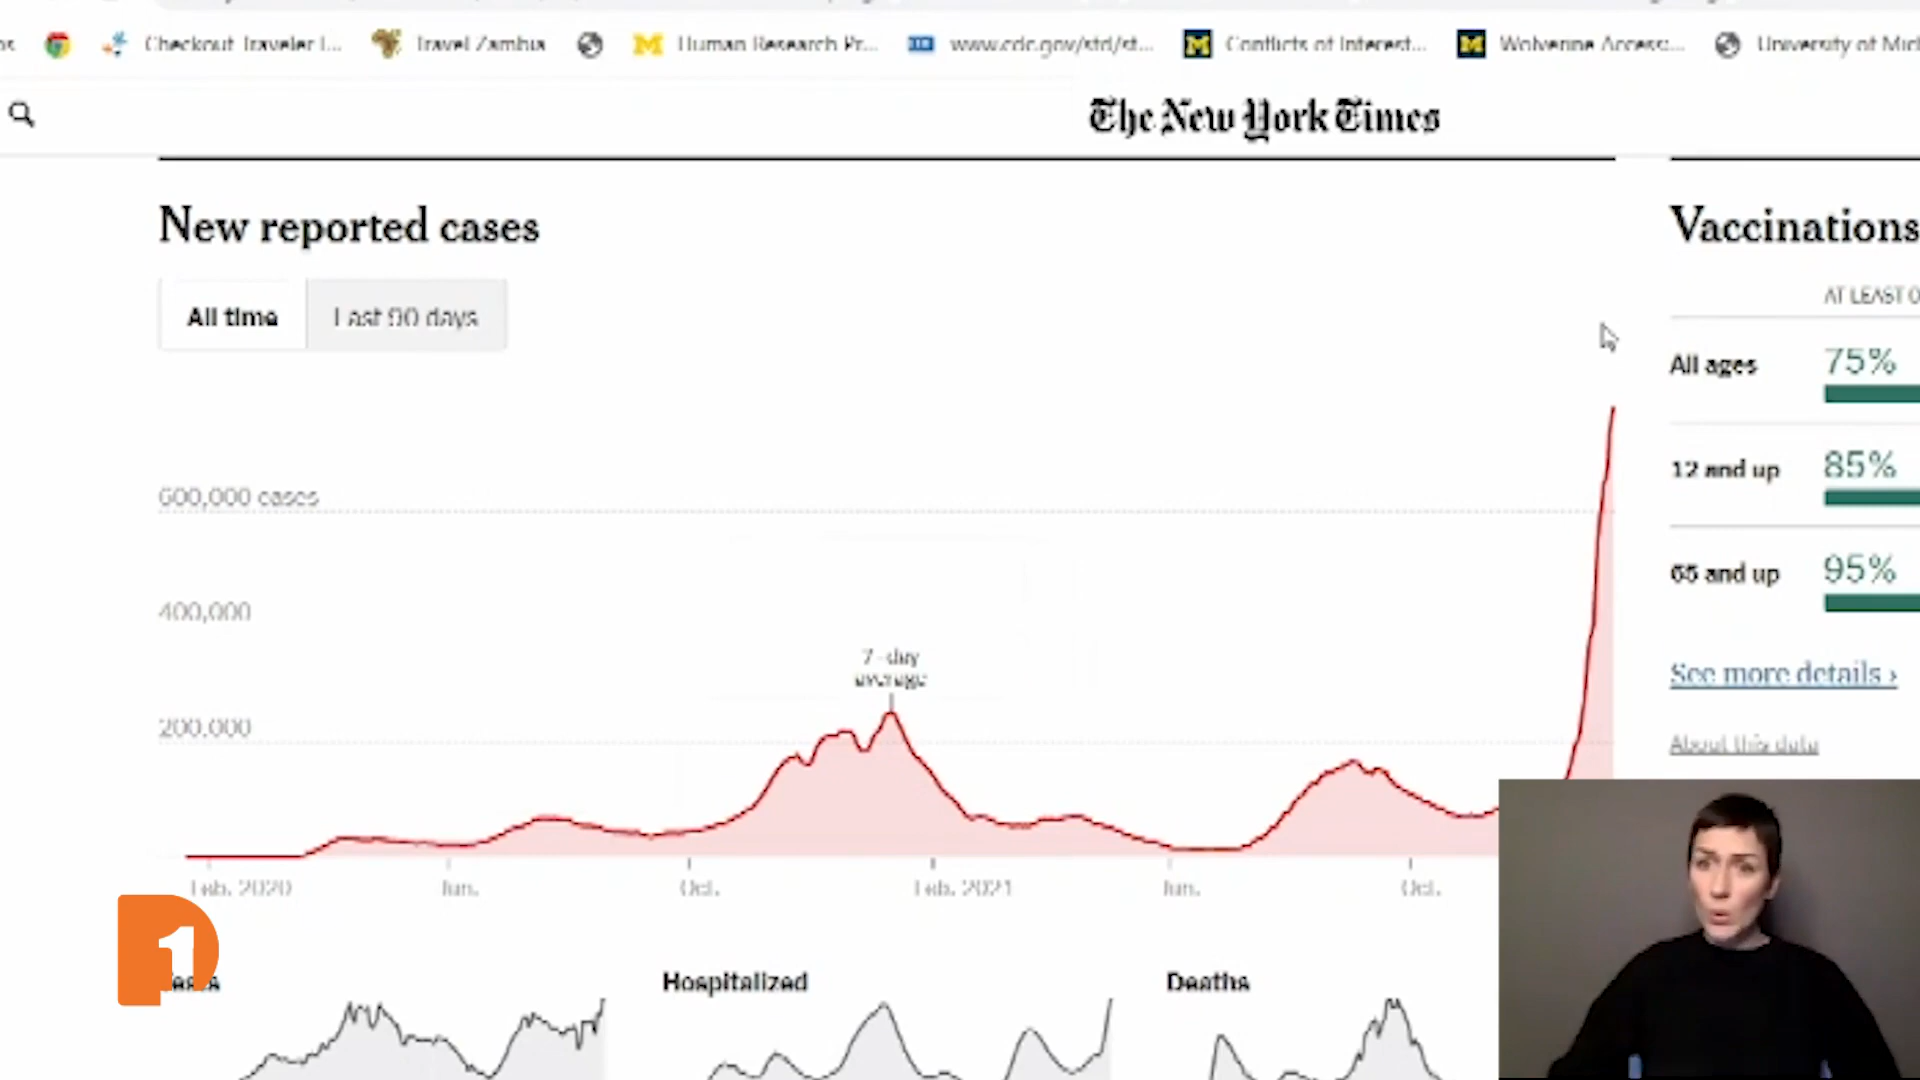 Checkout Traveler I... Travel Zambia Human Research Pr... www.cdc.gov/std/st... Conflicts of Interest... Wolverine Access:...
The New York Times
New reported cases
Vaccinations
All time Last 90 days
AT LEAST O
All ages 75%
12 and up 85%
65 and up 95%
See more details ›
About this data
600,000 cases
400,000
7-day
average
200,000
Feb. 2020 Jun. Oct. Feb. 2021 Jun. Oct.
1
Hospitalized Deaths